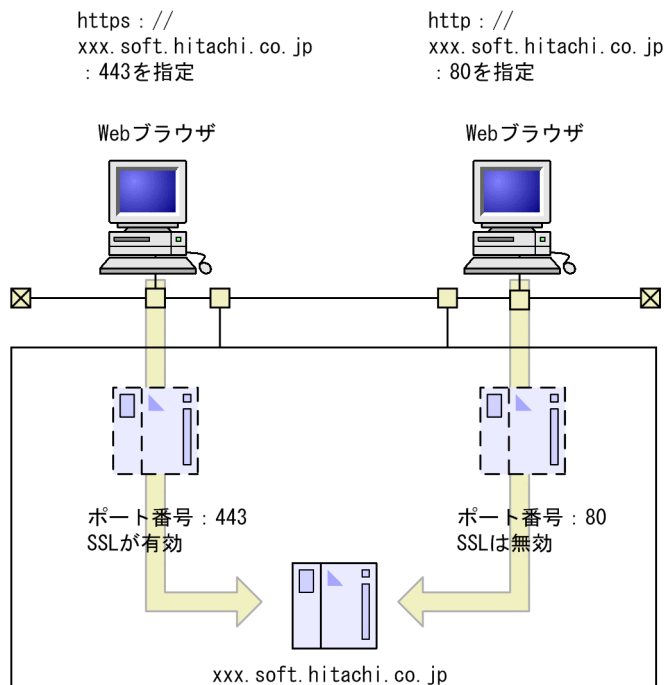 https：//
xxx.soft.hitachi.co.jp
：443を指定
http：//
xxx.soft.hitachi.co.jp
：80を指定
Webブラウザ
Webブラウザ
ポート番号：443
SSLが有効
ポート番号：80
SSLは無効
xxx.soft.hitachi.co.jp